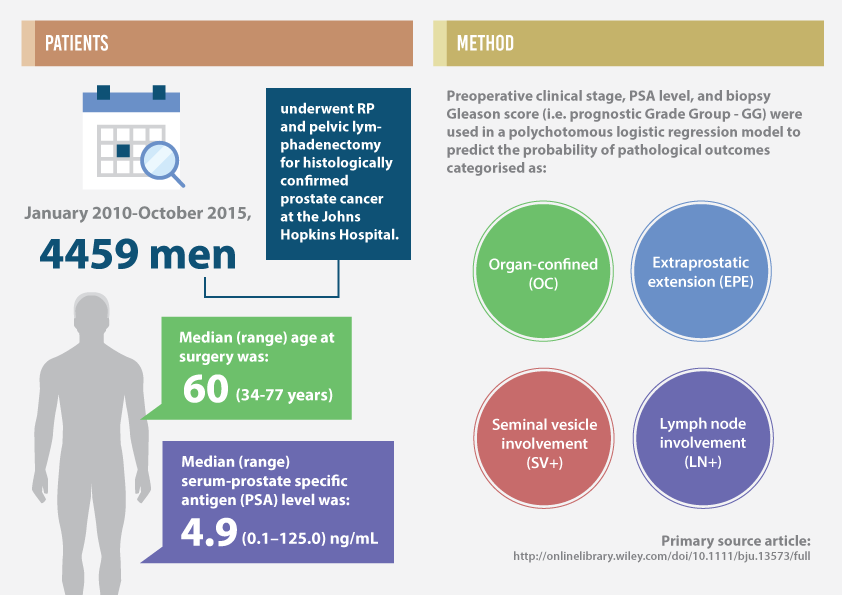 PATIENTS
January 2010-October 2015,
4459 men
underwent RP
and pelvic lym-
phadenectomy
for histologically
confirmed
prostate cancer
at the Johns
Hopkins Hospital.
Median (range) age at
surgery was:
60 (34-77 years)
Median (range)
serum-prostate specific
antigen (PSA) level was:
4.9 (0.1–125.0) ng/mL
METHOD
Preoperative clinical stage, PSA level, and biopsy
Gleason score (i.e. prognostic Grade Group - GG) were
used in a polychotomous logistic regression model to
predict the probability of pathological outcomes
categorised as:
Organ-confined
(OC)
Extraprostatic
extension (EPE)
Seminal vesicle
involvement
(SV+)
Lymph node
involvement
(LN+)
Primary source article:
http://onlinelibrary.wiley.com/doi/10.1111/bju.13573/full